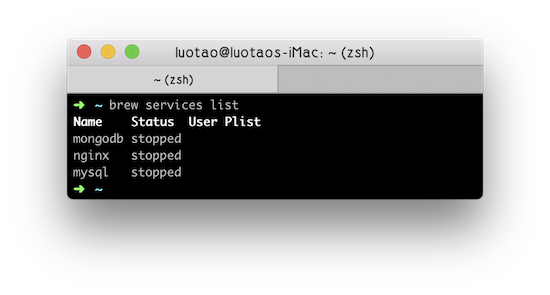 luotao@luotaos-iMac: ~ (zsh)
~ (zsh)
➜ ~ brew services list
Name Status User Plist
mongodb stopped
nginx stopped
mysql stopped
➜ ~